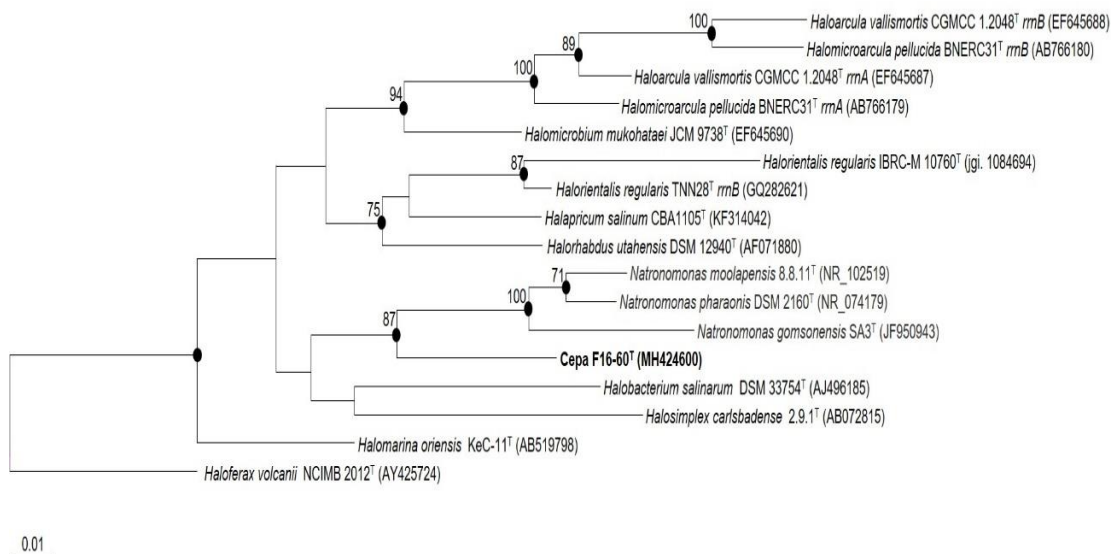 100 Haloarcula vallismortis CGMCC 1.2048ᵀ rrnB (EF645688)
89 Halomicroarcula pellucida BNERC31ᵀ rrnB (AB766180)
100 Haloarcula vallismortis CGMCC 1.2048ᵀ rrnA (EF645687)
94 Halomicroarcula pellucida BNERC31ᵀ rrnA (AB766179)
Halomicrobium mukohataei JCM 9738ᵀ (EF645690)
87 Halorientalis regularis IBRC-M 10760ᵀ (jgi. 1084694)
Halorientalis regularis TNN28ᵀ rrnB (GQ282621)
75 Halapricum salinum CBA1105ᵀ (KF314042)
Halorhabdus utahensis DSM 12940ᵀ (AF071880)
71 Natronomonas moolapensis 8.8.11ᵀ (NR_102519)
100 Natronomonas pharaonis DSM 2160ᵀ (NR_074179)
87 Natronomonas gomsonensis SA3ᵀ (JF950943)
Cepa F16-60ᵀ (MH424600)
Halobacterium salinarum DSM 33754ᵀ (AJ496185)
Halosimplex carlsbadense 2.9.1ᵀ (AB072815)
Halomarina oriensis KeC-11ᵀ (AB519798)
Haloferax volcanii NCIMB 2012ᵀ (AY425724)
0.01